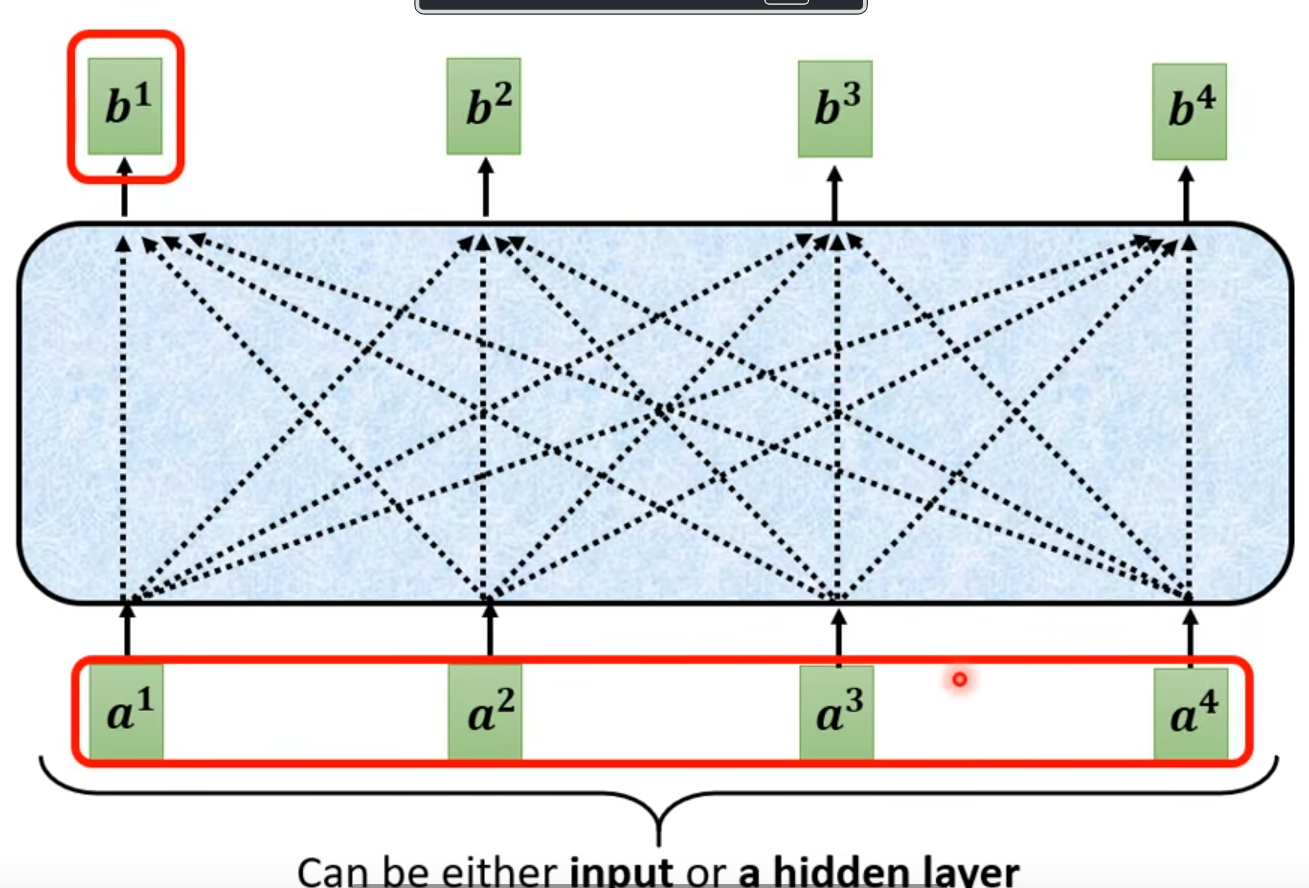 b¹ b² b³ b⁴
a¹ a² a³ a⁴
Can be either input or a hidden layer